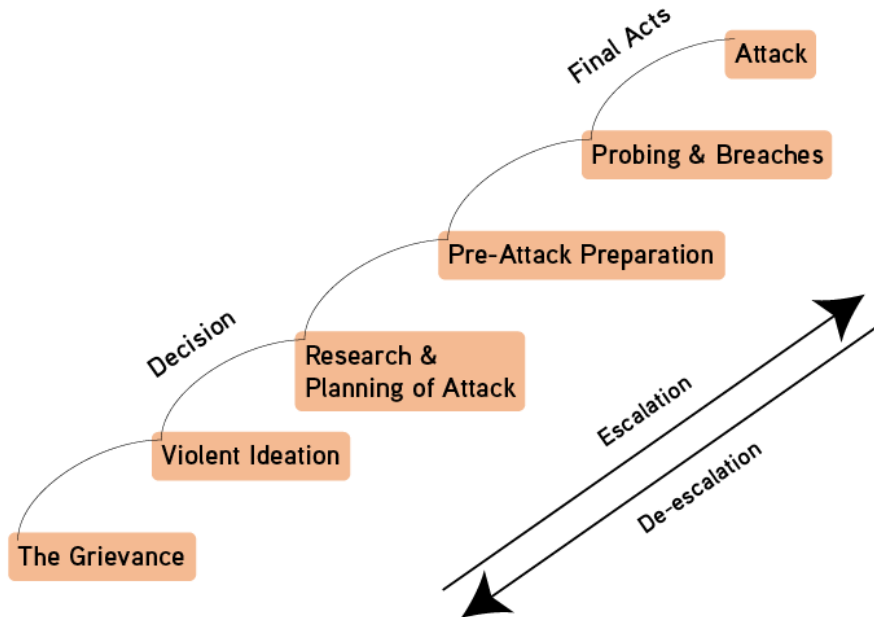 Final Acts
Attack
Probing & Breaches
Pre-Attack Preparation
Decision
Research &
Planning of Attack
Violent Ideation
The Grievance
Escalation
De-escalation